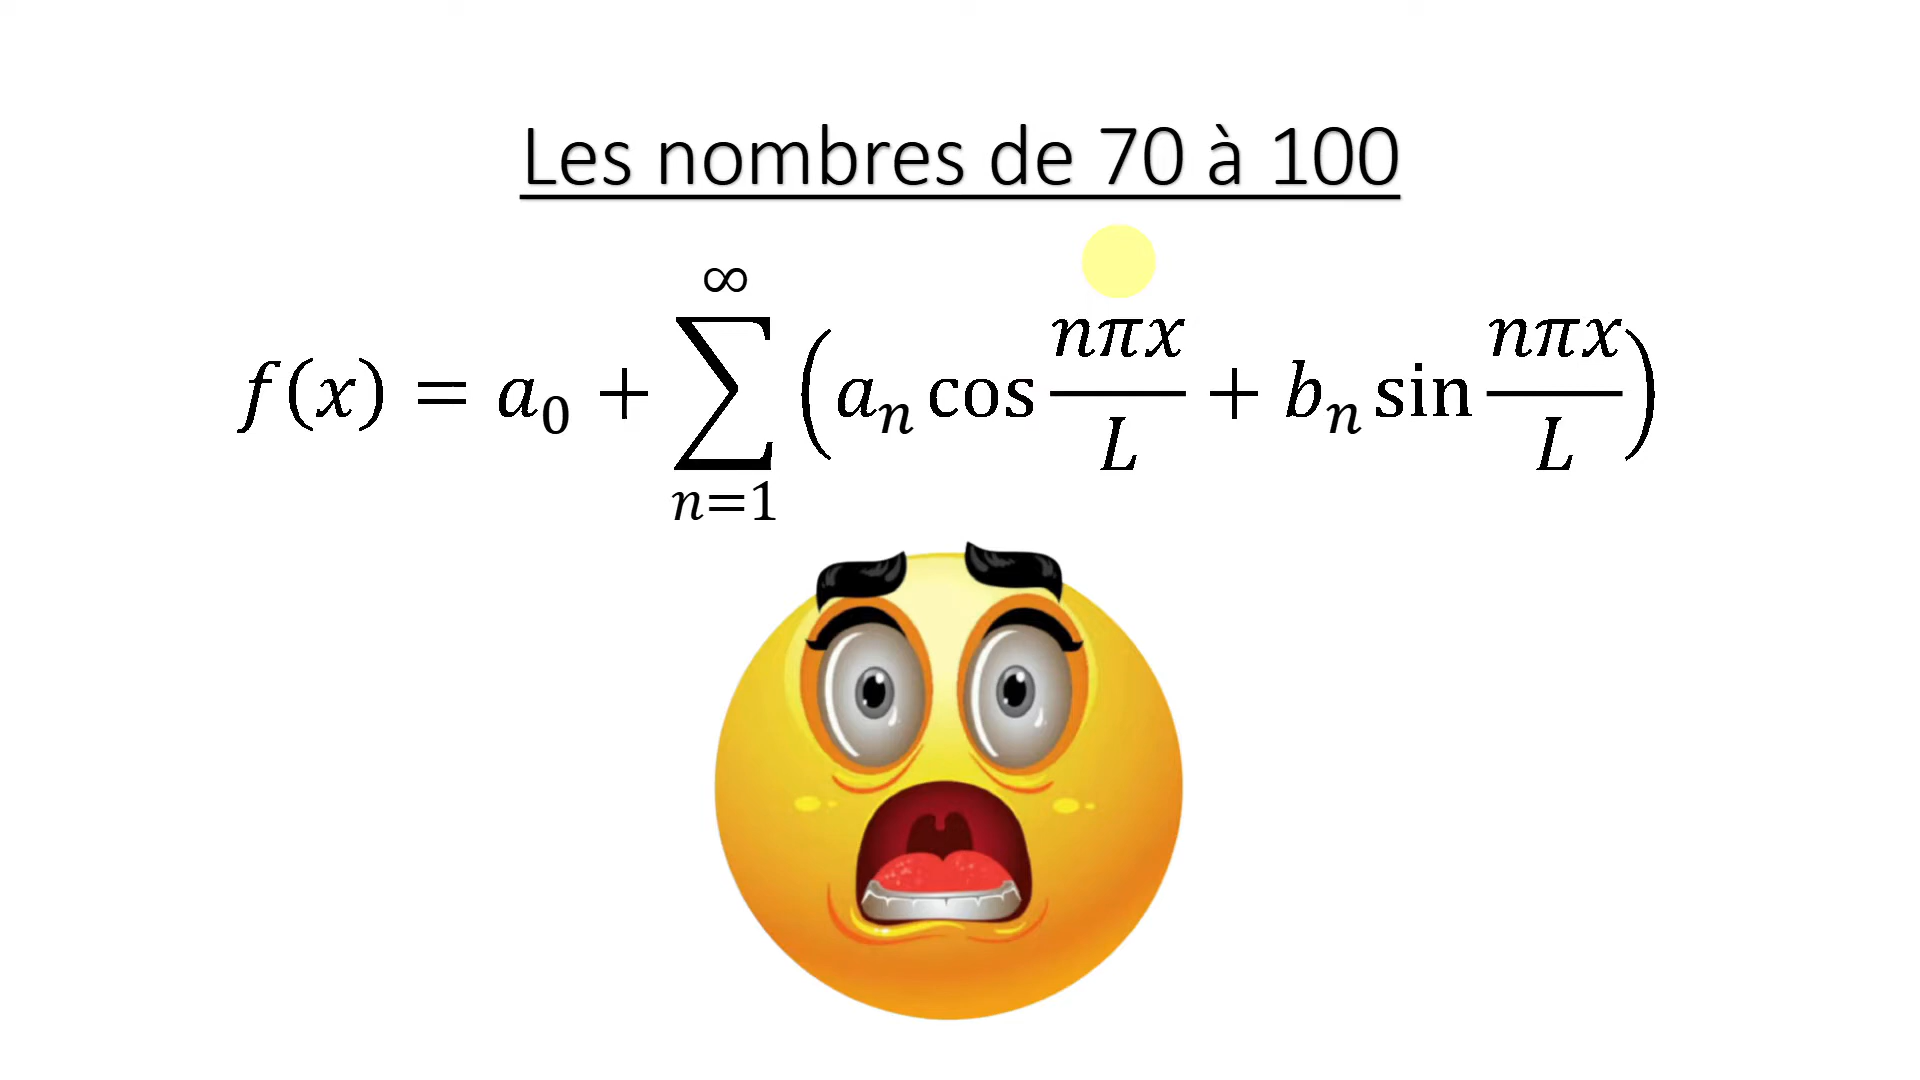 Les nombres de 70 à 100
f(x) = a₀ + ∑_{n=1}^{∞} (aₙ cos nπx/L + bₙ sin nπx/L)